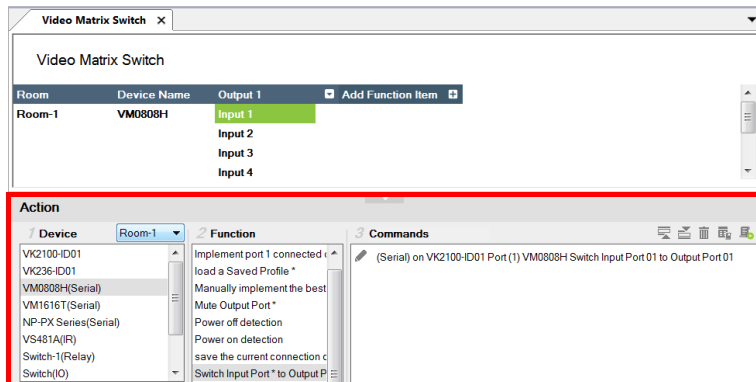 Video Matrix Switch ×
Video Matrix Switch
Room Device Name Output 1 Add Function Item
Room-1 VM0808H Input 1
Input 2
Input 3
Input 4
Action
1 Device Room-1 2 Function 3 Commands
VK2100-ID01
VK236-ID01
VM0808H(Serial)
VM1616T(Serial)
NP-PX Series(Serial)
VS481A(IR)
Switch-1(Relay)
Switch(IO)
Implement port 1 connected
load a Saved Profile *
Manually implement the best
Mute Output Port *
Power off detection
Power on detection
save the current connection
Switch Input Port * to Output P
(Serial) on VK2100-ID01 Port (1) VM0808H Switch Input Port 01 to Output Port 01